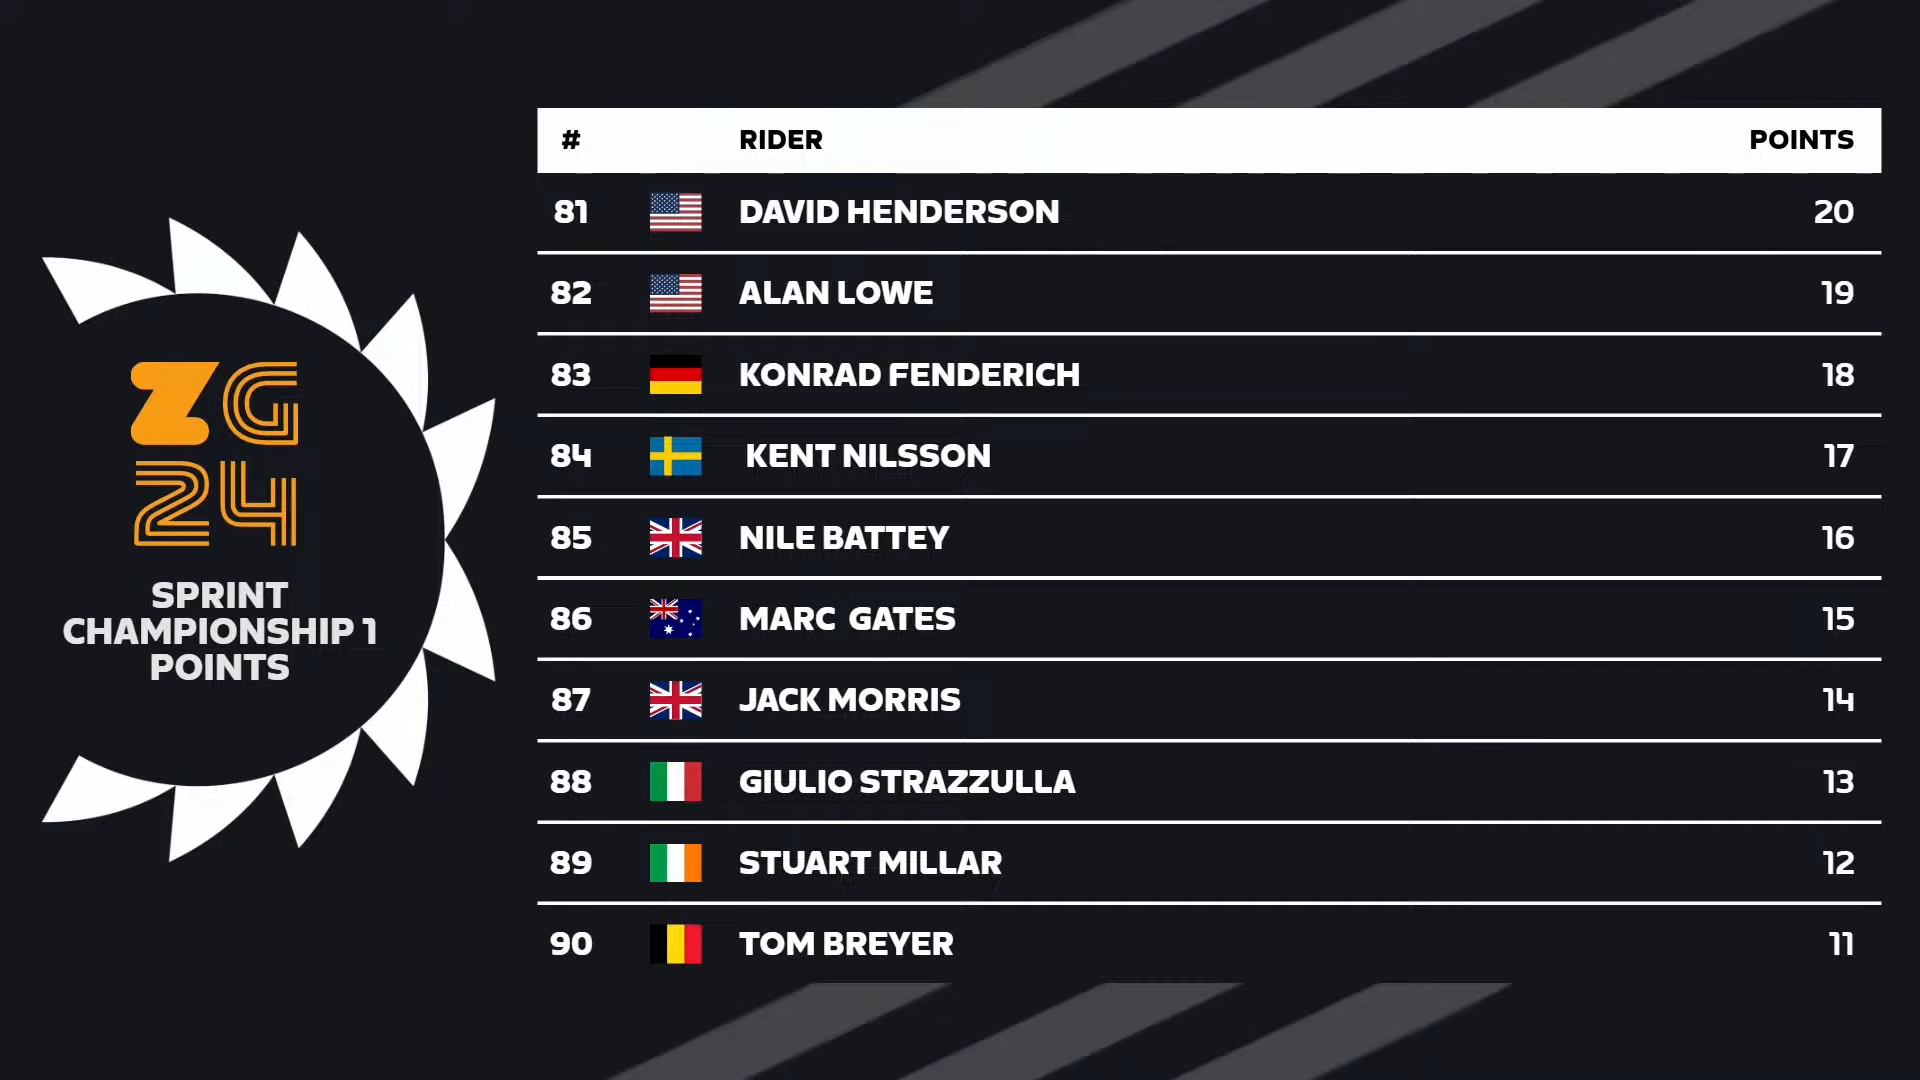 ZG
24
SPRINT
CHAMPIONSHIP 1
POINTS
# RIDER POINTS
81 DAVID HENDERSON 20
82 ALAN LOWE 19
83 KONRAD FENDERICH 18
84 KENT NILSSON 17
85 NILE BATTEY 16
86 MARC GATES 15
87 JACK MORRIS 14
88 GIULIO STRAZZULLA 13
89 STUART MILLAR 12
90 TOM BREYER 11